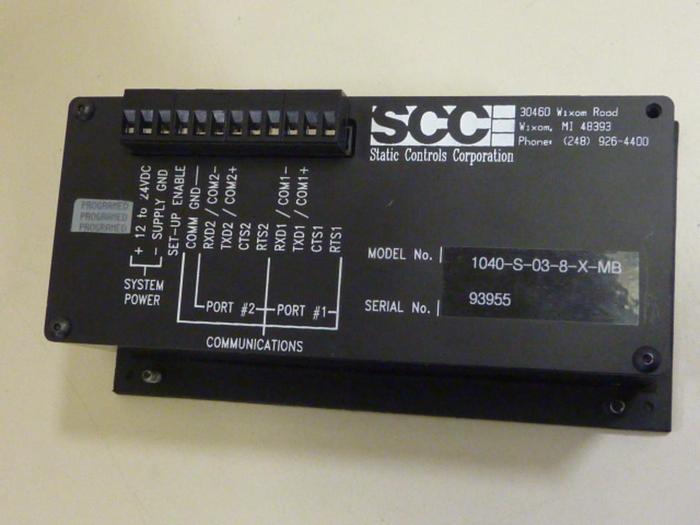 SCC
Static Controls Corporation
30460 Wixom Road
Wixom, MI 48393
Phone: (248) 926-4400
PROGRAMED
PROGRAMED
PROGRAMED
+ 12 to 24VDC
- SUPPLY GND
SET-UP ENABLE
COMM GND
RXD2 / COM2-
TXD2 / COM2+
CTS2
RTS2
RXD1 / COM1-
TXD1 / COM1+
CTS1
RTS1
SYSTEM
POWER
PORT #2
PORT #1
COMMUNICATIONS
MODEL No. 1040-S-03-8-X-MB
SERIAL No. 93955